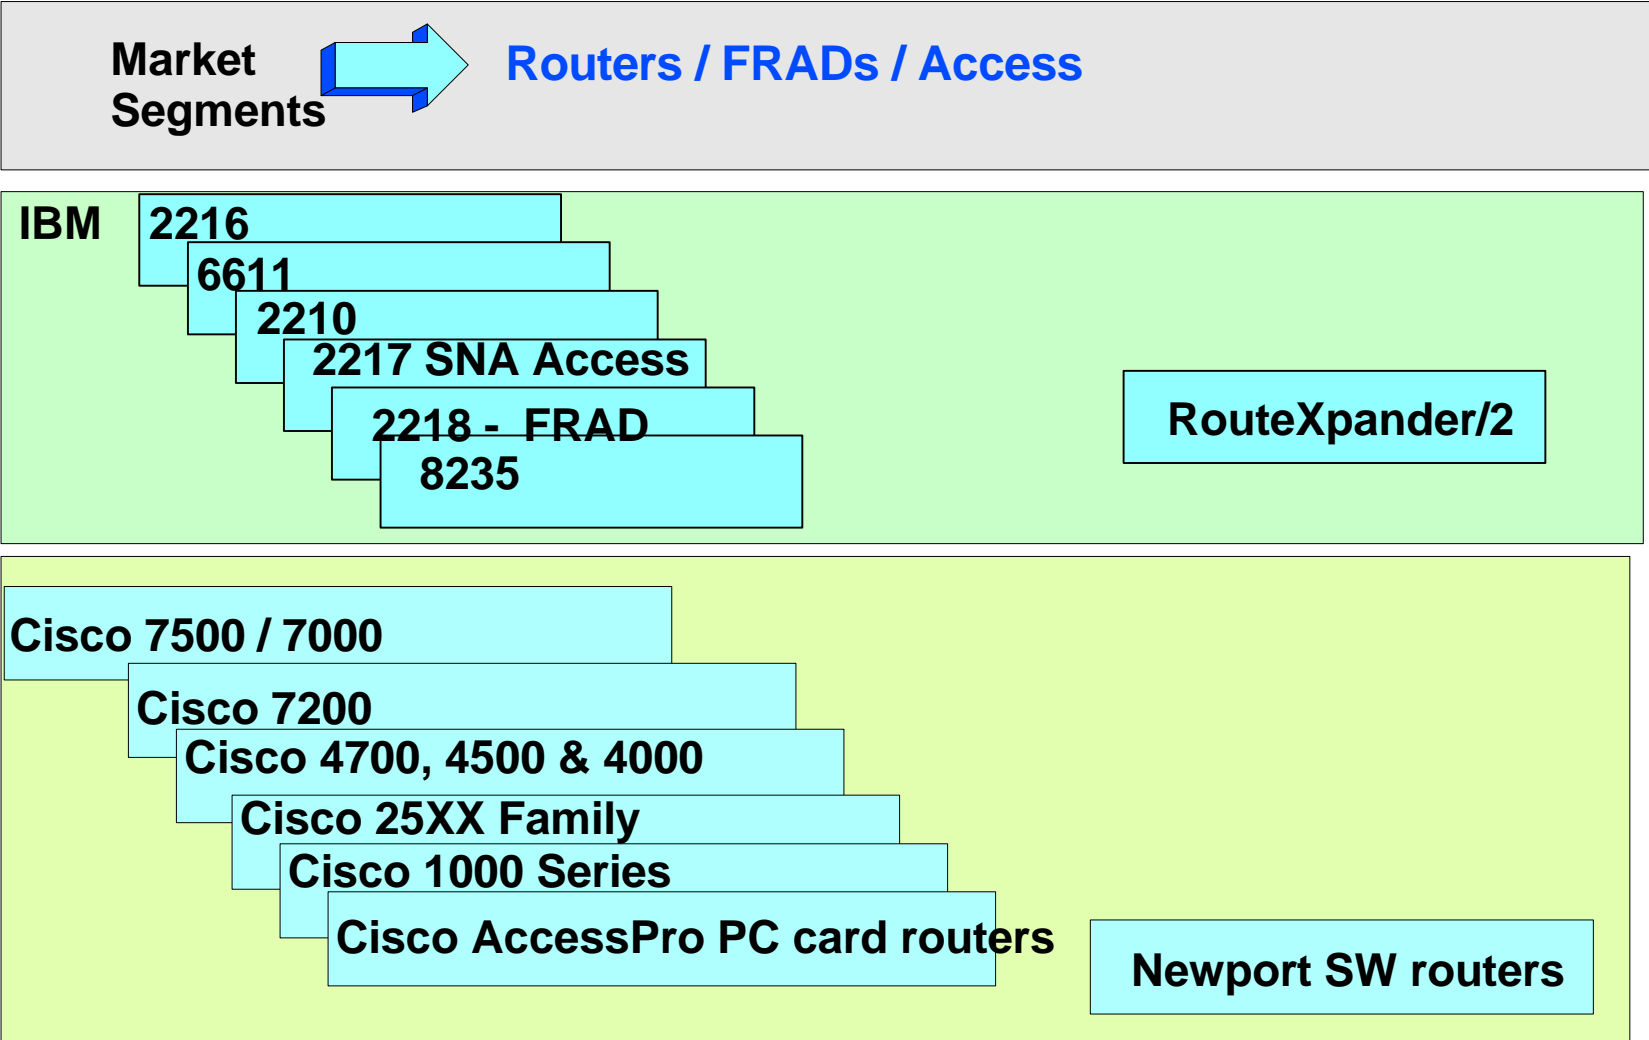 Market
Segments
Routers / FRADs / Access
IBM
2216
6611
2210
2217 SNA Access
2218 - FRAD
8235
RouteXpander/2
Cisco 7500 / 7000
Cisco 7200
Cisco 4700, 4500 & 4000
Cisco 25XX Family
Cisco 1000 Series
Cisco AccessPro PC card routers
Newport SW routers